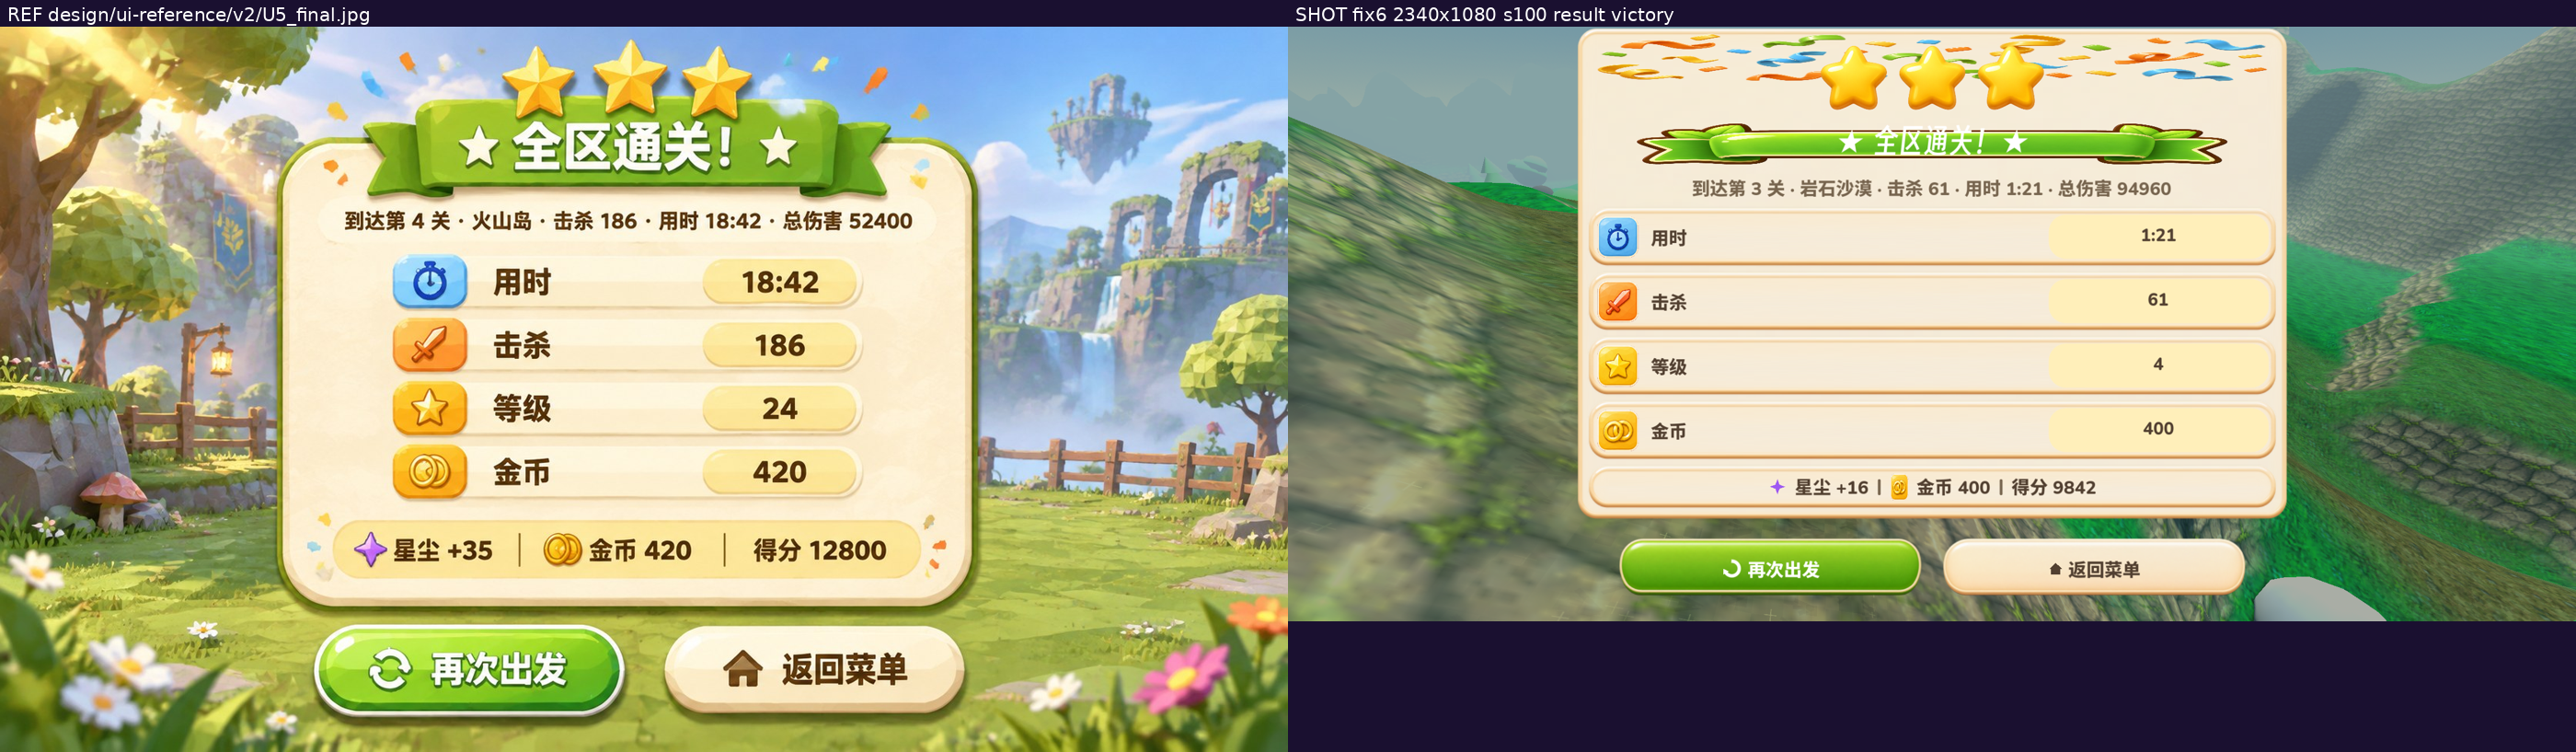 REF design/ui-reference/v2/U5_final.jpg
★ 全区通关! ★
到达第 4 关 · 火山岛 · 击杀 186 · 用时 18:42 · 总伤害 52400
用时 18:42
击杀 186
等级 24
金币 420
星尘 +35 | 金币 420 | 得分 12800
再次出发
返回菜单
SHOT fix6 2340x1080 s100 result victory
★ 全区通关! ★
到达第 3 关 · 岩石沙漠 · 击杀 61 · 用时 1:21 · 总伤害 94960
用时 1:21
击杀 61
等级 4
金币 400
星尘 +16 | 金币 400 | 得分 9842
再次出发
返回菜单